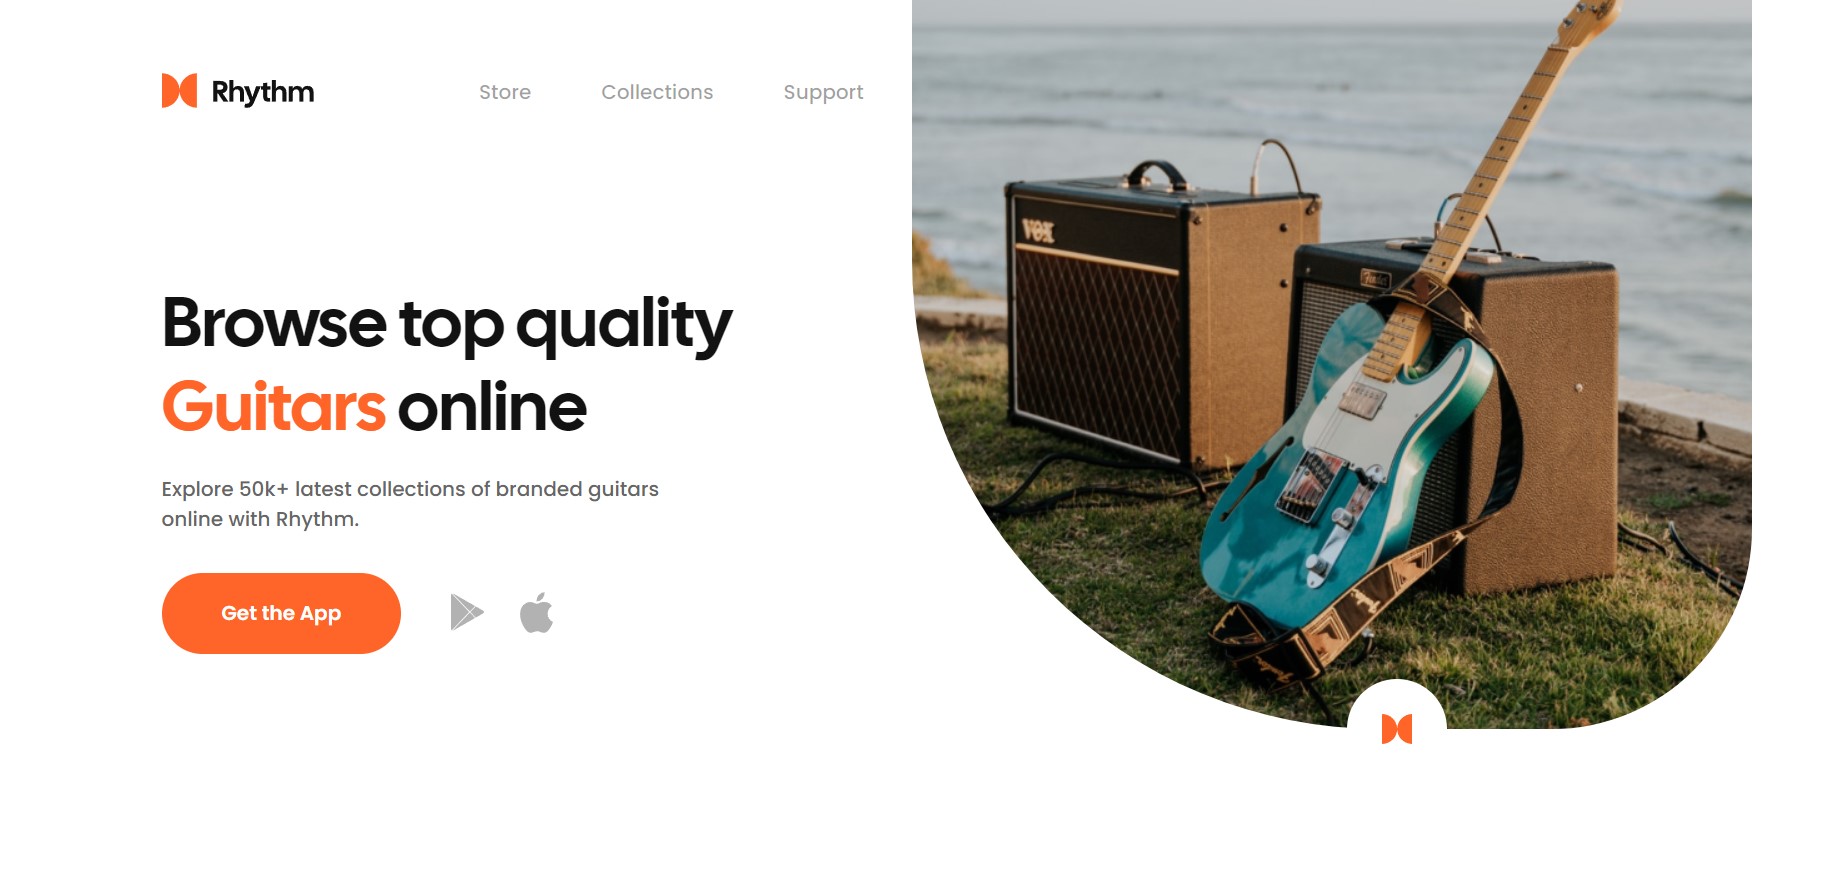 Rhythm
Store
Collections
Support
Browse top quality
Guitars online
Explore 50k+ latest collections of branded guitars
online with Rhythm.
Get the App
VOX
Fender